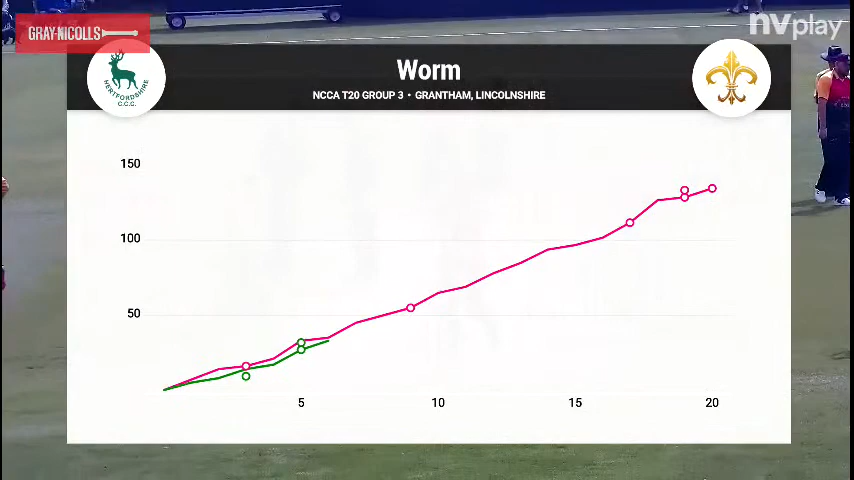 GRAY-NICOLLS
nvplay
HERTFORDSHIRE
C.C.C.
Worm
NCCA T20 GROUP 3 • GRANTHAM, LINCOLNSHIRE
150
100
50
5
10
15
20